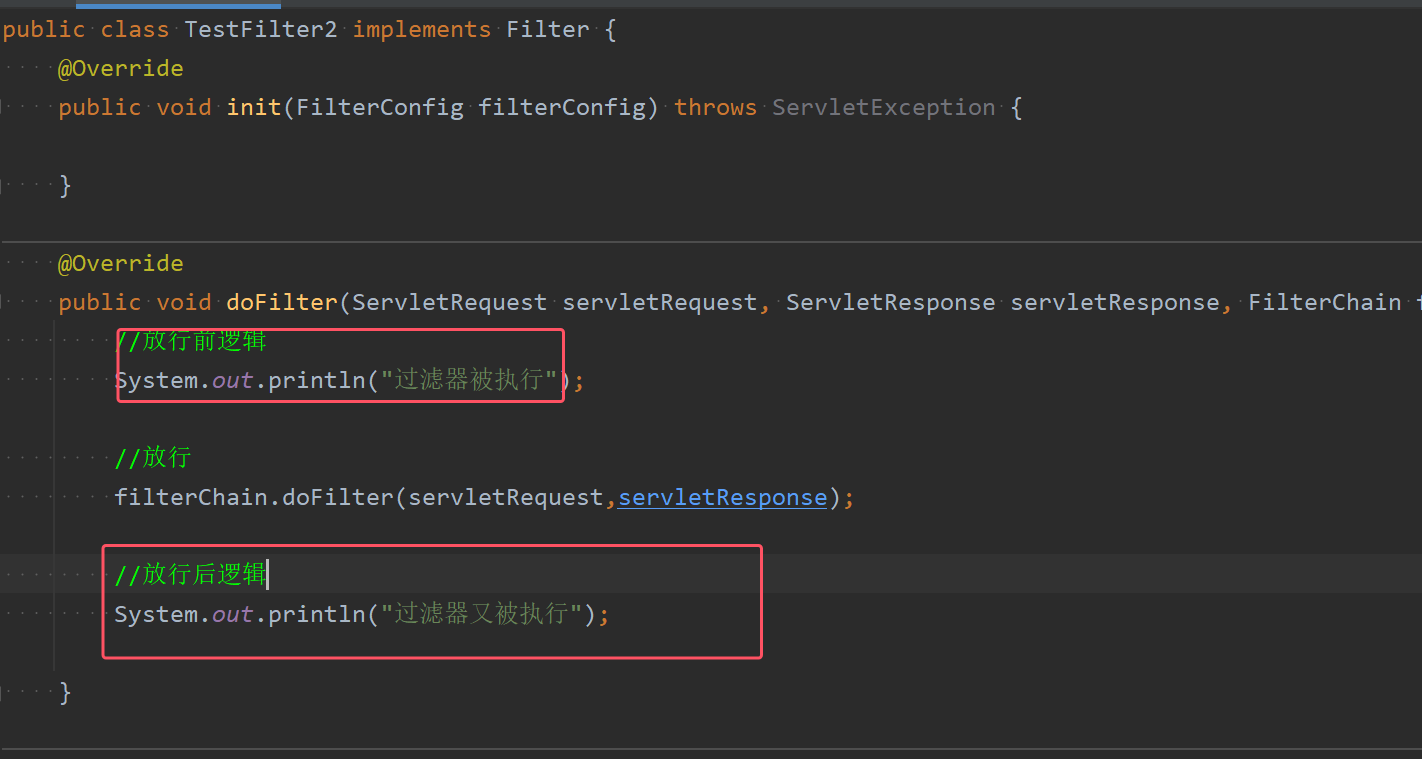 public class TestFilter2 implements Filter {
@Override
public void init(FilterConfig filterConfig) throws ServletException {
}
@Override
public void doFilter(ServletRequest servletRequest, ServletResponse servletResponse, FilterChain f
//放行前逻辑
System.out.println("过滤器被执行");
//放行
filterChain.doFilter(servletRequest,servletResponse);
//放行后逻辑
System.out.println("过滤器又被执行");
}